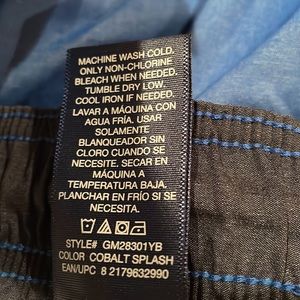 MACHINE WASH COLD.
ONLY NON-CHLORINE
BLEACH WHEN NEEDED.
TUMBLE DRY LOW.
COOL IRON IF NEEDED.
LAVAR A MÁQUINA CON
AGUA FRÍA. USAR
SOLAMENTE
BLANQUEADOR SIN
CLORO CUANDO SE
NECESITE. SECAR EN
MÁQUINA A
TEMPERATURA BAJA.
PLANCHAR EN FRÍO SI SE
NECESITA.
STYLE# GM28301YB
COLOR COBALT SPLASH
EAN/UPC 8 2179632990